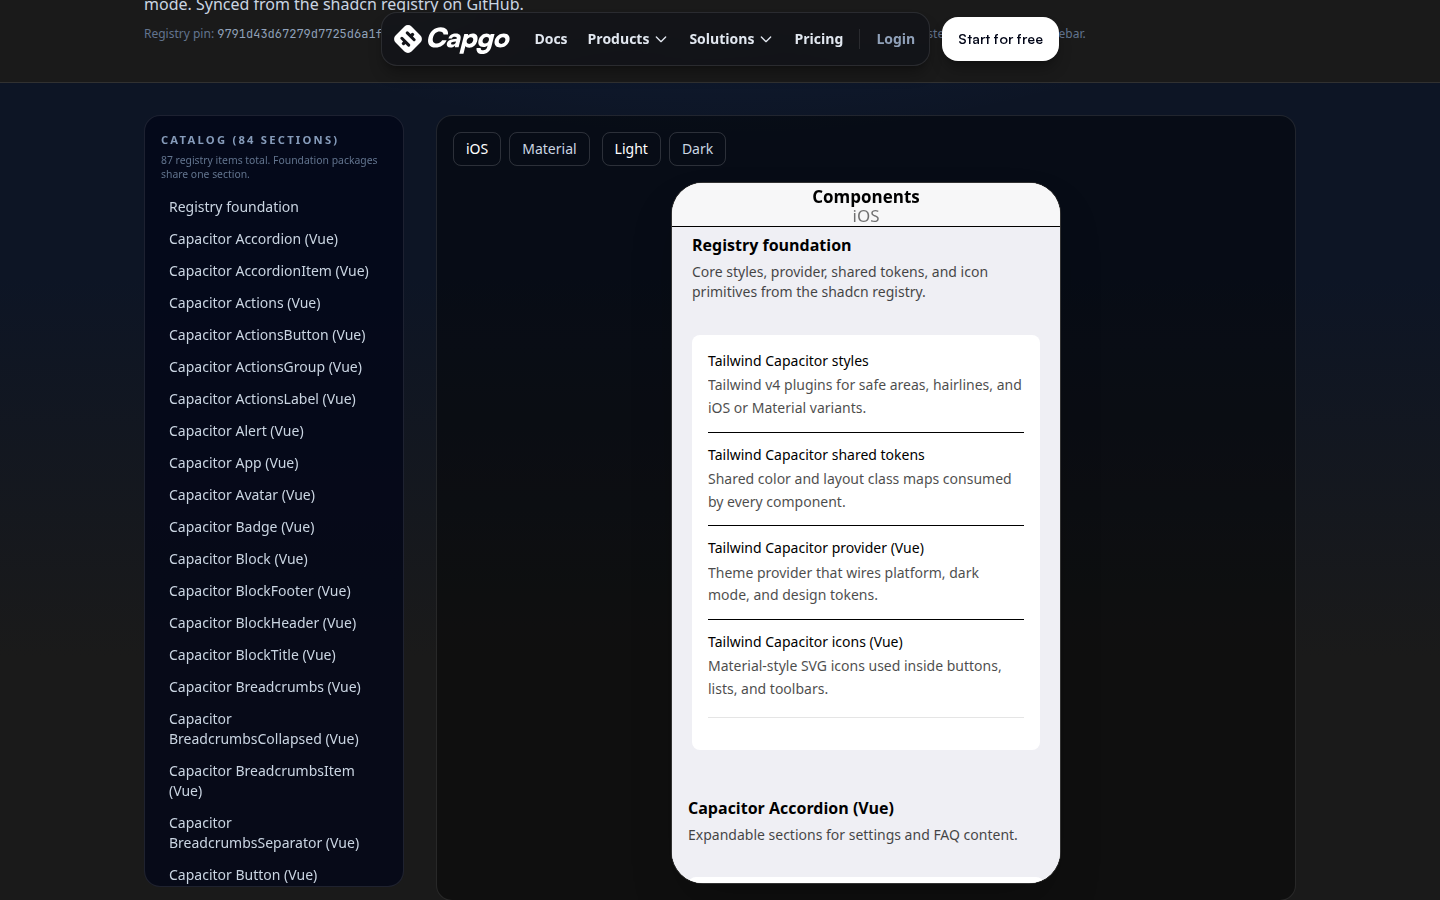 mode. Synced from the shadcn registry on GitHub.
Registry pin: 9791d43d67279d7725d6a1f
ebar.
Capgo
Docs
Products
Solutions
Pricing
Login
Start for free
CATALOG (84 SECTIONS)
87 registry items total. Foundation packages
share one section.
Registry foundation
Capacitor Accordion (Vue)
Capacitor AccordionItem (Vue)
Capacitor Actions (Vue)
Capacitor ActionsButton (Vue)
Capacitor ActionsGroup (Vue)
Capacitor ActionsLabel (Vue)
Capacitor Alert (Vue)
Capacitor App (Vue)
Capacitor Avatar (Vue)
Capacitor Badge (Vue)
Capacitor Block (Vue)
Capacitor BlockFooter (Vue)
Capacitor BlockHeader (Vue)
Capacitor BlockTitle (Vue)
Capacitor Breadcrumbs (Vue)
Capacitor
BreadcrumbsCollapsed (Vue)
Capacitor BreadcrumbsItem
(Vue)
Capacitor
BreadcrumbsSeparator (Vue)
Capacitor Button (Vue)
iOS
Material
Light
Dark
Components
iOS
Registry foundation
Core styles, provider, shared tokens, and icon
primitives from the shadcn registry.
Tailwind Capacitor styles
Tailwind v4 plugins for safe areas, hairlines, and
iOS or Material variants.
Tailwind Capacitor shared tokens
Shared color and layout class maps consumed
by every component.
Tailwind Capacitor provider (Vue)
Theme provider that wires platform, dark
mode, and design tokens.
Tailwind Capacitor icons (Vue)
Material-style SVG icons used inside buttons,
lists, and toolbars.
Capacitor Accordion (Vue)
Expandable sections for settings and FAQ content.